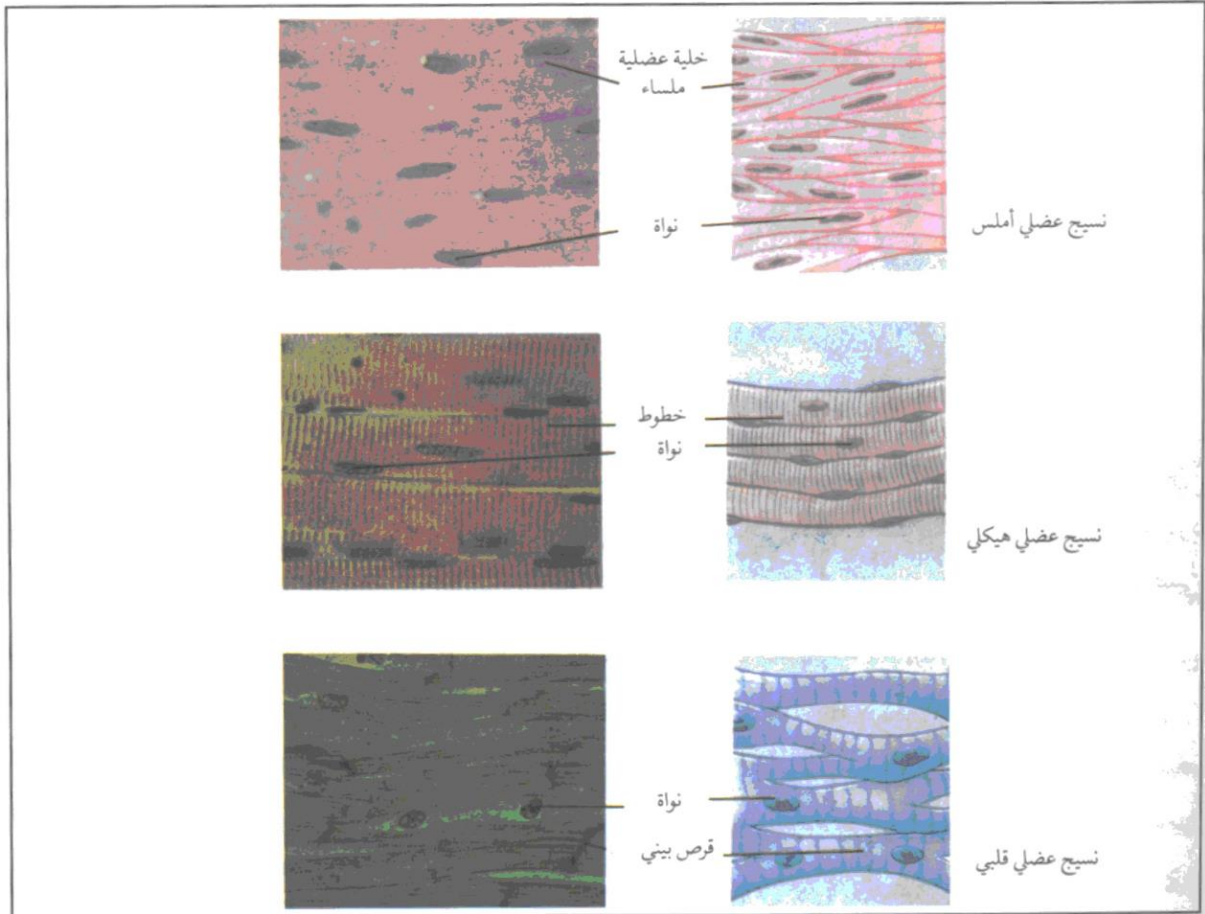 خلية عضلية
ملساء
نواة
نسيج عضلي أملس
خطوط
نواة
نسيج عضلي هيكلي
نواة
قرص بيني
نسيج عضلي قلبي